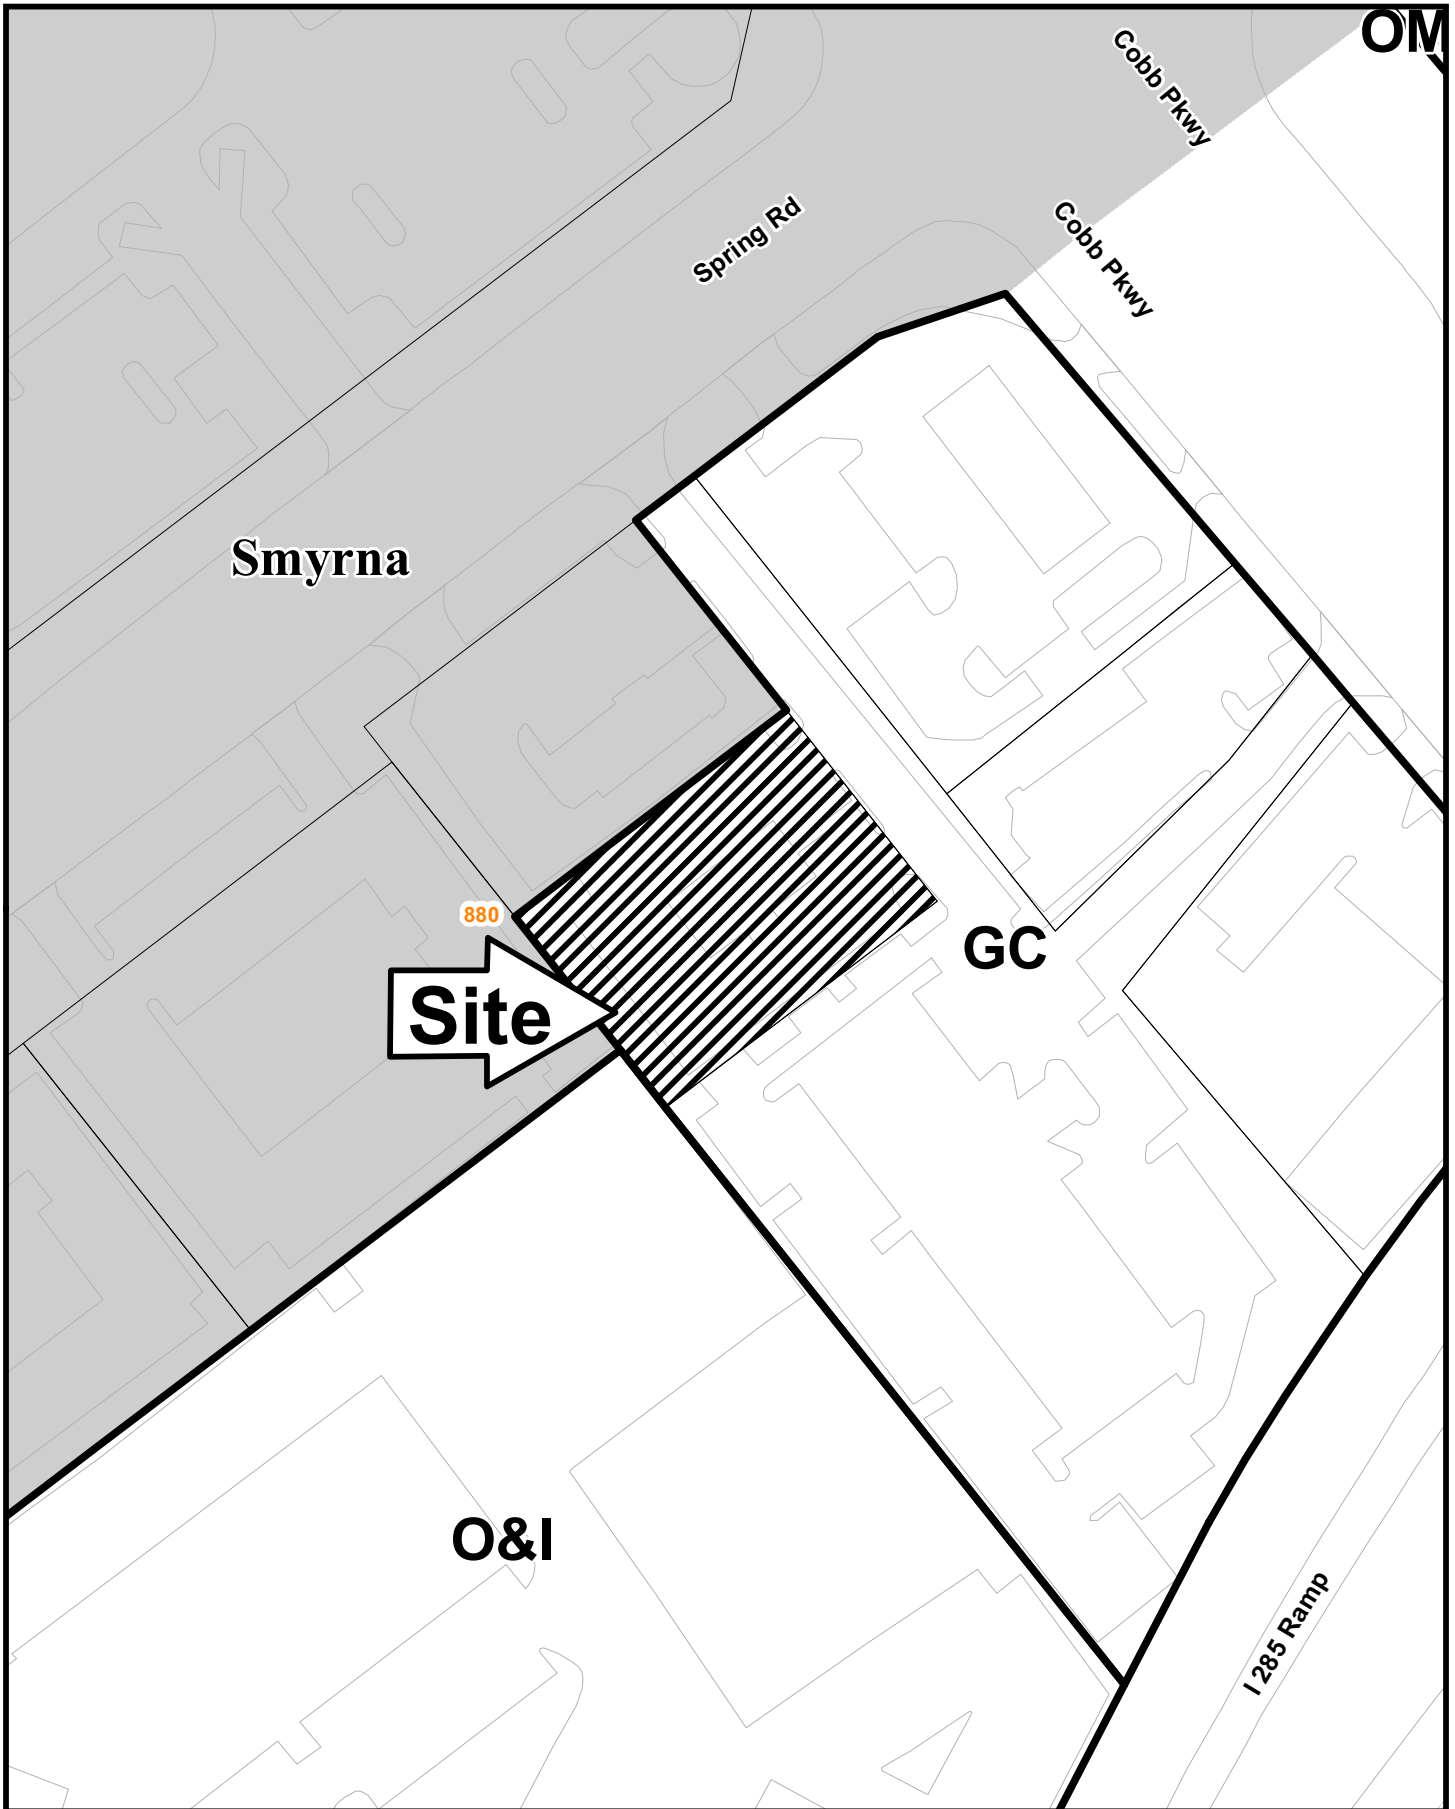 OM
Cobb Pkwy
Spring Rd
Cobb Pkwy
Smyrna
880
GC
Site
O&I
I 285 Ramp